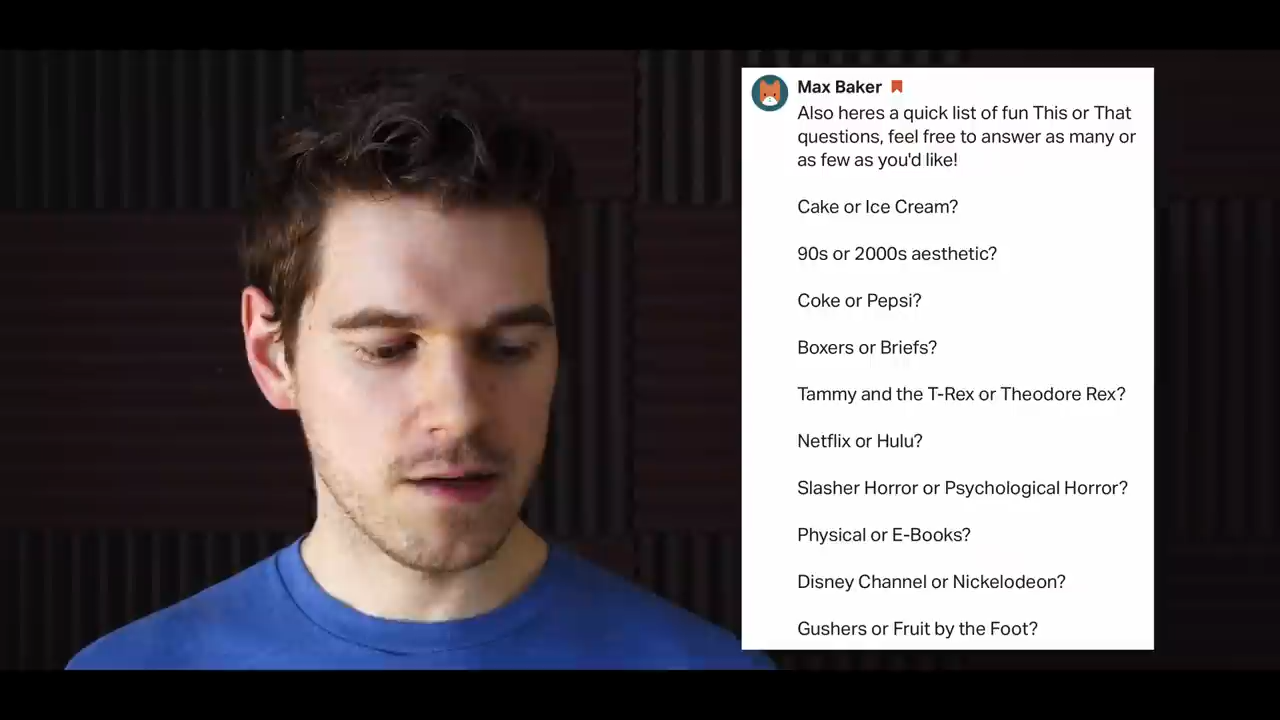 Max Baker
Also heres a quick list of fun This or That
questions, feel free to answer as many or
as few as you'd like!
Cake or Ice Cream?
90s or 2000s aesthetic?
Coke or Pepsi?
Boxers or Briefs?
Tammy and the T-Rex or Theodore Rex?
Netflix or Hulu?
Slasher Horror or Psychological Horror?
Physical or E-Books?
Disney Channel or Nickelodeon?
Gushers or Fruit by the Foot?